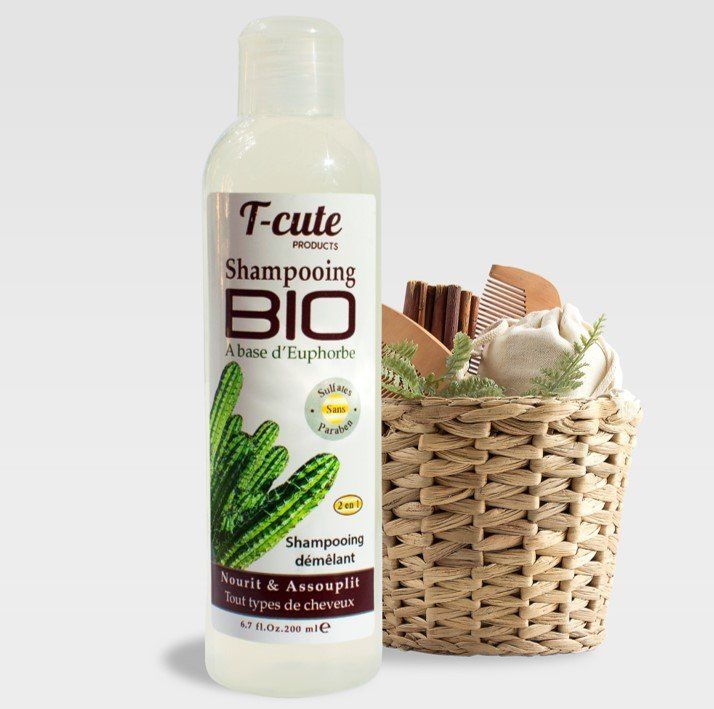 T-cute
PRODUCTS
Shampooing
BIO
A base d'Euphorbe
Sulfates
Sans
Paraben
2 en 1
Shampooing
démêlant
Nourit & Assouplit
Tout types de cheveux
6.7 fl.Oz.200 ml e